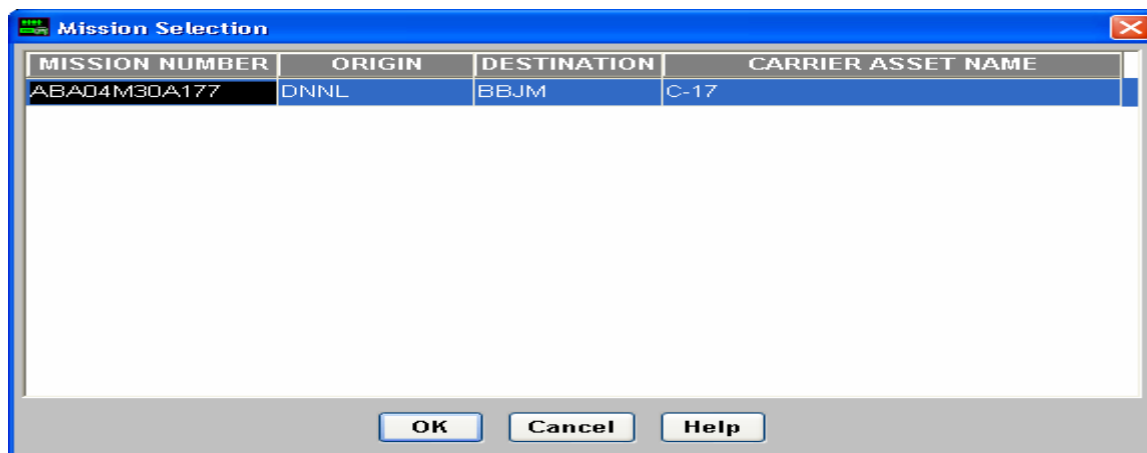 Mission Selection
MISSION NUMBER ORIGIN DESTINATION CARRIER ASSET NAME
ABA04M30A177 DNNL BBJM C-17
OK Cancel Help